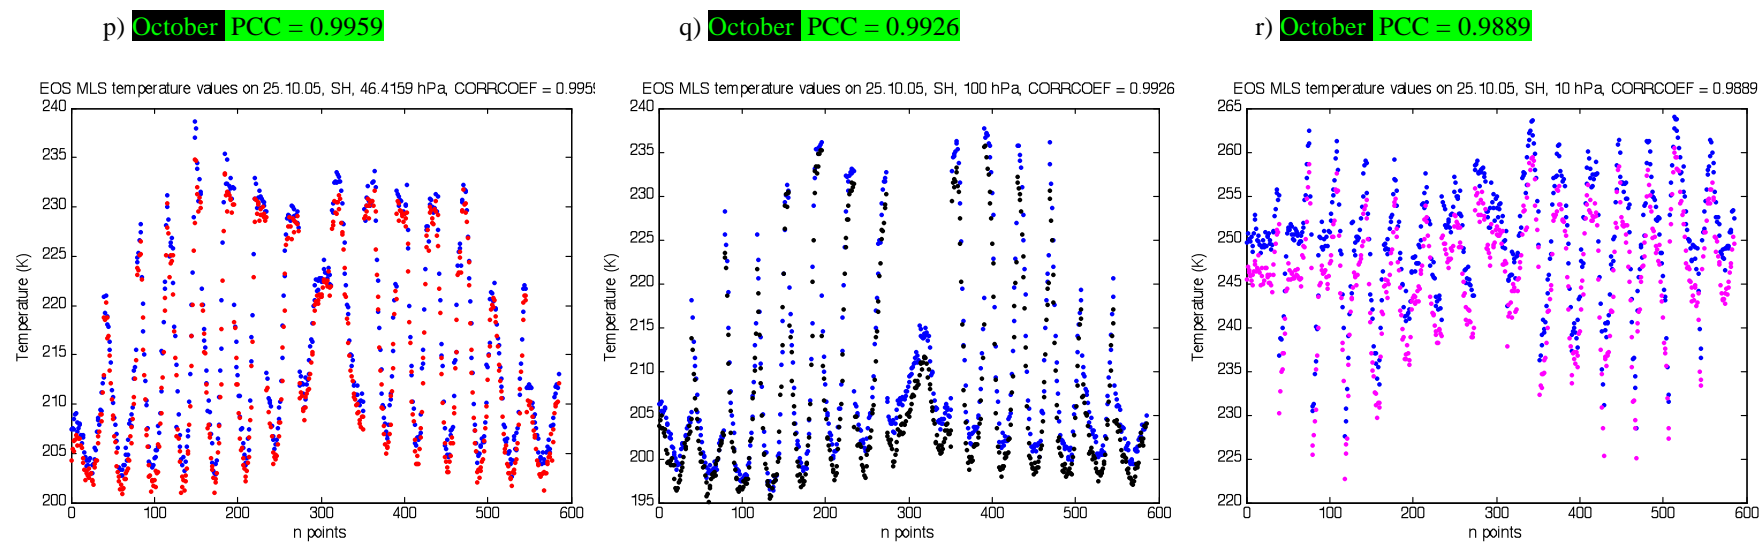 p) October PCC = 0.9959
q) October PCC = 0.9926
r) October PCC = 0.9889
EOS MLS temperature values on 25.10.05, SH, 46.4159 hPa, CORRCOEF = 0.995
EOS MLS temperature values on 25.10.05, SH, 100 hPa, CORRCOEF = 0.9926
EOS MLS temperature values on 25.10.05, SH, 10 hPa, CORRCOEF = 0.9889
Temperature (K)
240
235
230
225
220
215
210
205
200
0 100 200 300 400 500 600
n points
Temperature (K)
240
235
230
225
220
215
210
205
200
195
0 100 200 300 400 500 600
n points
Temperature (K)
265
260
255
250
245
240
235
230
225
220
0 100 200 300 400 500 600
n points